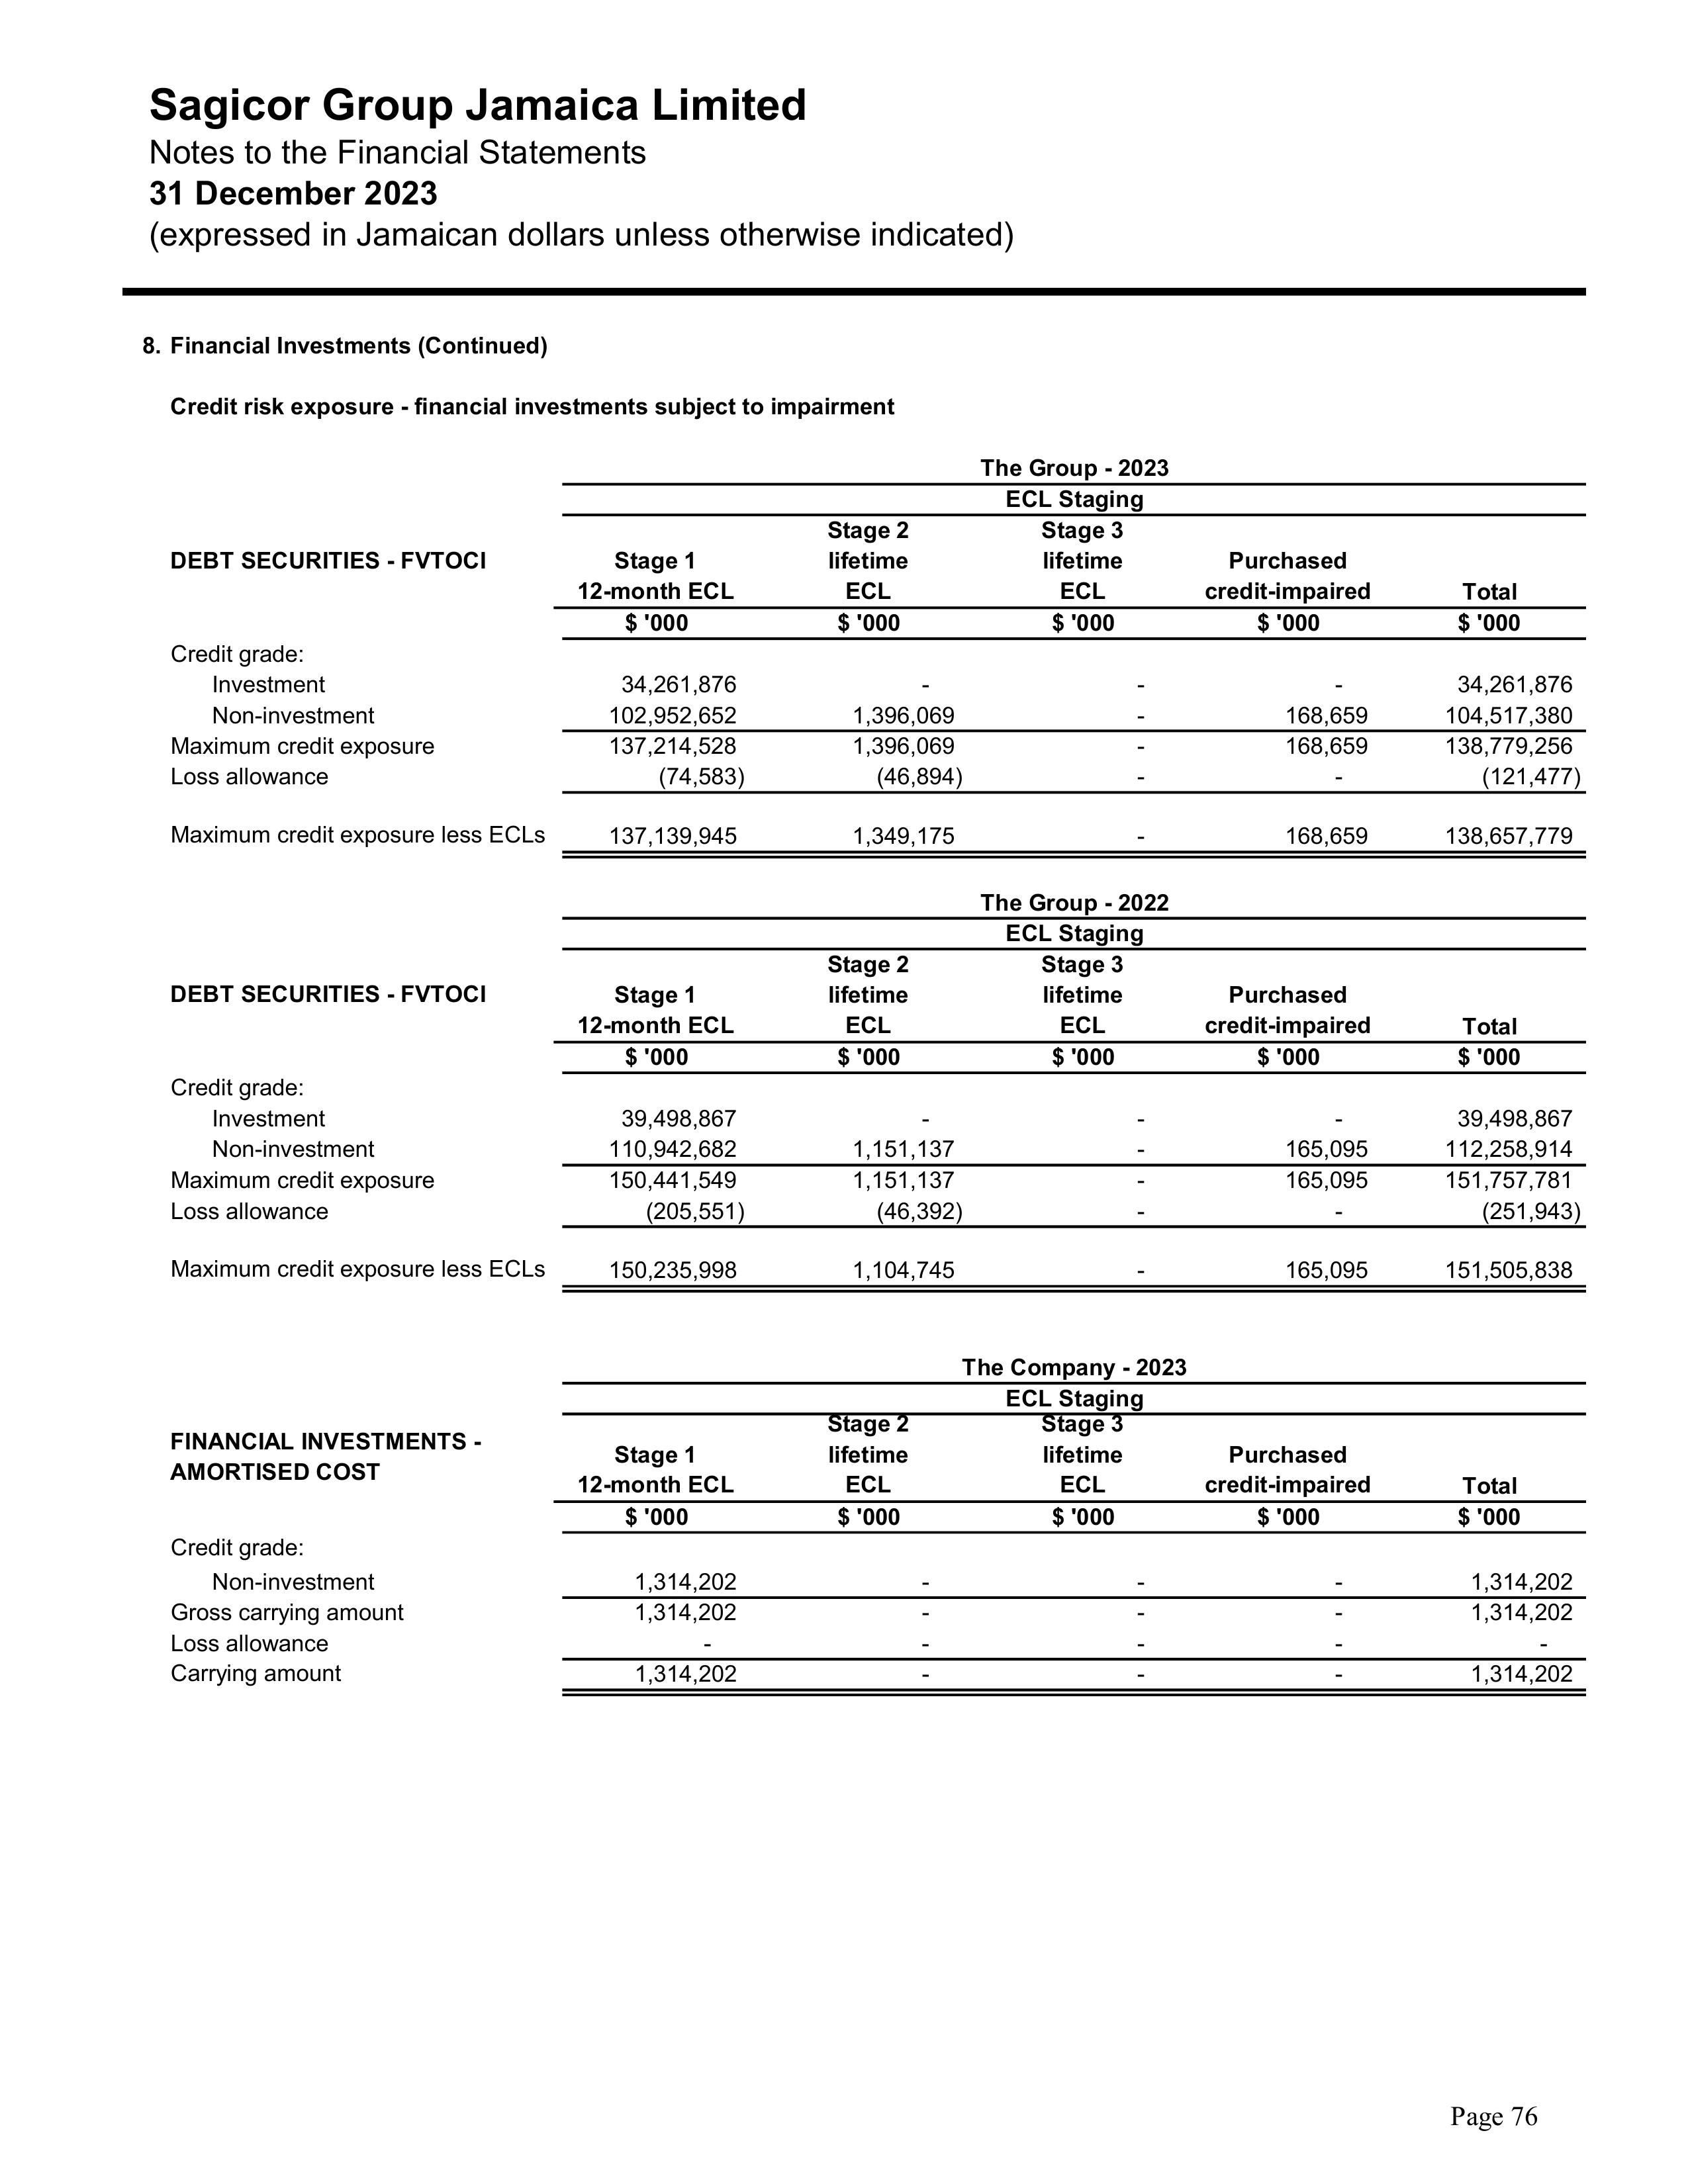 Sagicor Group Jamaica Limited
Notes to the Financial Statements
31 December 2023
(expressed in Jamaican dollars unless otherwise indicated)
8. Financial Investments (Continued)
Credit risk exposure - financial investments subject to impairment
The Group - 2023
ECL Staging
Stage 2 Stage 3
DEBT SECURITIES - FVTOCI Stage 1 lifetime lifetime Purchased
12-month ECL ECL ECL credit-impaired Total
$ '000 $ '000 $ '000 $ '000 $ '000
Credit grade:
Investment 34,261,876 - - - 34,261,876
Non-investment 102,952,652 1,396,069 - 168,659 104,517,380
Maximum credit exposure 137,214,528 1,396,069 - 168,659 138,779,256
Loss allowance (74,583) (46,894) - - (121,477)
Maximum credit exposure less ECLs 137,139,945 1,349,175 - 168,659 138,657,779
The Group - 2022
ECL Staging
Stage 2 Stage 3
DEBT SECURITIES - FVTOCI Stage 1 lifetime lifetime Purchased
12-month ECL ECL ECL credit-impaired Total
$ '000 $ '000 $ '000 $ '000 $ '000
Credit grade:
Investment 39,498,867 - - - 39,498,867
Non-investment 110,942,682 1,151,137 - 165,095 112,258,914
Maximum credit exposure 150,441,549 1,151,137 - 165,095 151,757,781
Loss allowance (205,551) (46,392) - - (251,943)
Maximum credit exposure less ECLs 150,235,998 1,104,745 - 165,095 151,505,838
The Company - 2023
ECL Staging
Stage 2 Stage 3
FINANCIAL INVESTMENTS - Stage 1 lifetime lifetime Purchased
AMORTISED COST 12-month ECL ECL ECL credit-impaired Total
$ '000 $ '000 $ '000 $ '000 $ '000
Credit grade:
Non-investment 1,314,202 - - - 1,314,202
Gross carrying amount 1,314,202 - - - 1,314,202
Loss allowance - - - - -
Carrying amount 1,314,202 - - - 1,314,202
Page 76